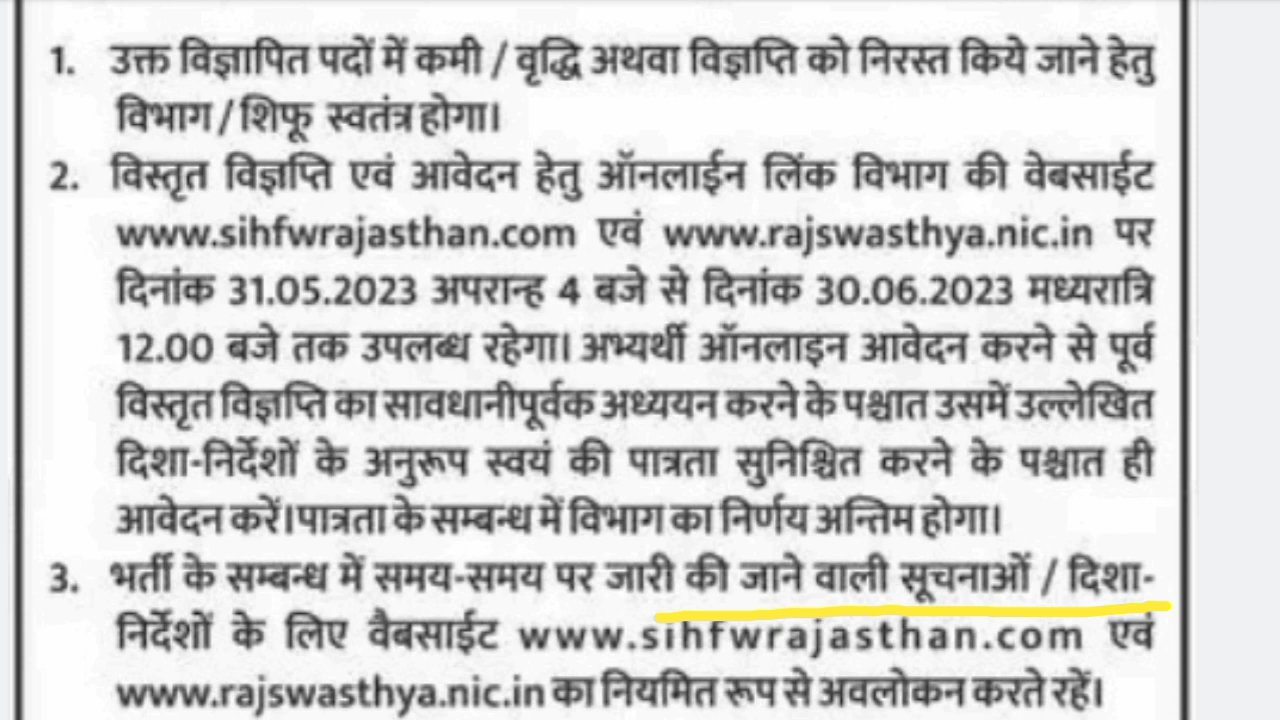 1. उक्त विज्ञापित पदों में कमी / वृद्धि अथवा विज्ञप्ति को निरस्त किये जाने हेतु
विभाग / शिफू स्वतंत्र होगा।
2. विस्तृत विज्ञप्ति एवं आवेदन हेतु ऑनलाईन लिंक विभाग की वेबसाईट
www.sihfwrajasthan.com एवं www.rajswasthya.nic.in पर
दिनांक 31.05.2023 अपरान्ह 4 बजे से दिनांक 30.06.2023 मध्यरात्रि
12.00 बजे तक उपलब्ध रहेगा। अभ्यर्थी ऑनलाइन आवेदन करने से पूर्व
विस्तृत विज्ञप्ति का सावधानीपूर्वक अध्ययन करने के पश्चात उसमें उल्लेखित
दिशा-निर्देशों के अनुरूप स्वयं की पात्रता सुनिश्चित करने के पश्चात ही
आवेदन करें। पात्रता के सम्बन्ध में विभाग का निर्णय अन्तिम होगा।
3. भर्ती के सम्बन्ध में समय-समय पर जारी की जाने वाली सूचनाओं / दिशा-
निर्देशों के लिए वैबसाईट www.sihfwrajasthan.com एवं
www.rajswasthya.nic.in का नियमित रूप से अवलोकन करते रहें।